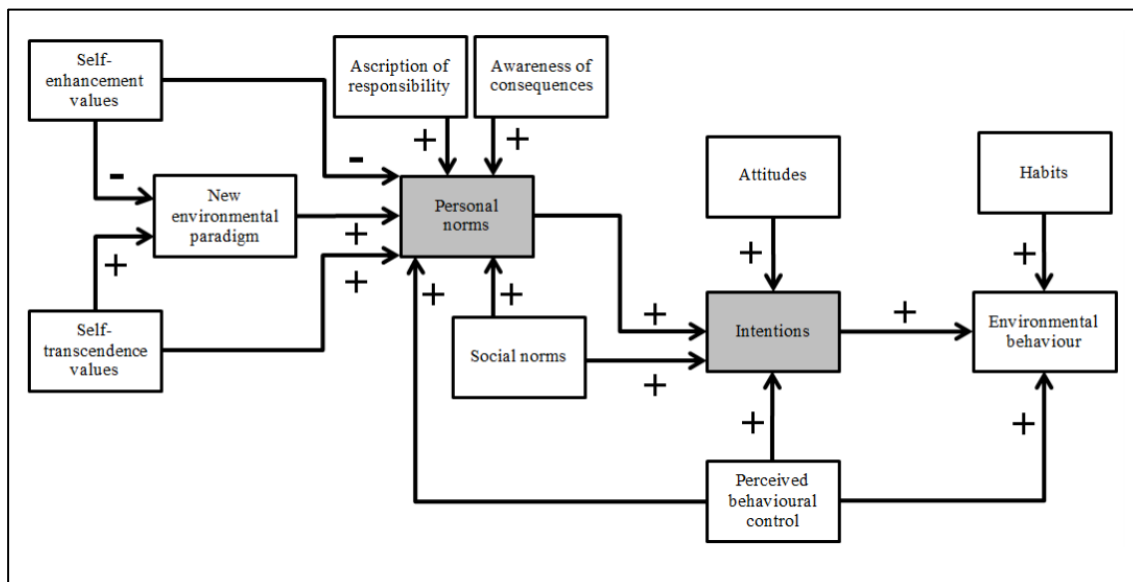 Self-
enhancement
values
Ascription of
responsibility
Awareness of
consequences
-
+
+
-
New
environmental
paradigm
Personal
norms
Attitudes
Habits
+
+
+
+
+
+
+
Self-
transcendence
values
Social norms
+
+
Intentions
+
Environmental
behaviour
+
+
+
Perceived
behavioural
control